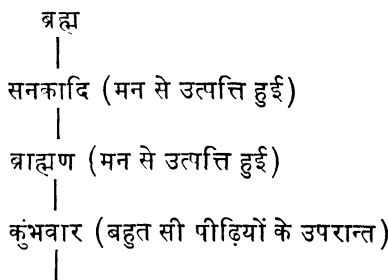 ब्रह्म
सनकादि (मन से उत्पत्ति हुई)
ब्राह्मण (मन से उत्पत्ति हुई)
कुंभवार (बहुत सी पीढ़ियों के उपरान्त)